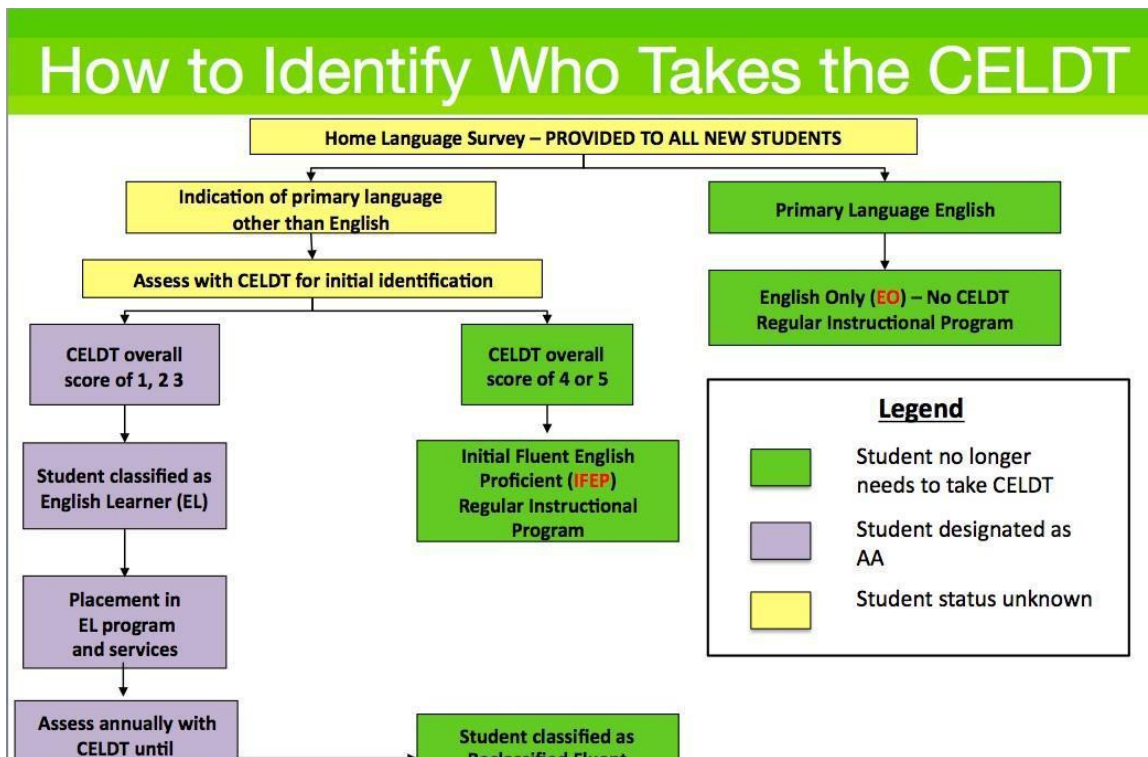 How to Identify Who Takes the CELDT
Home Language Survey – PROVIDED TO ALL NEW STUDENTS
Indication of primary language
other than English
Primary Language English
Assess with CELDT for initial identification
English Only (EO) – No CELDT
Regular Instructional Program
CELDT overall
score of 1, 2 3
CELDT overall
score of 4 or 5
Student classified as
English Learner (EL)
Initial Fluent English
Proficient (IFEP)
Regular Instructional
Program
Legend
Student no longer
needs to take CELDT
Student designated as
AA
Student status unknown
Placement in
EL program
and services
Assess annually with
CELDT until
Student classified as
Reclassified Fluent